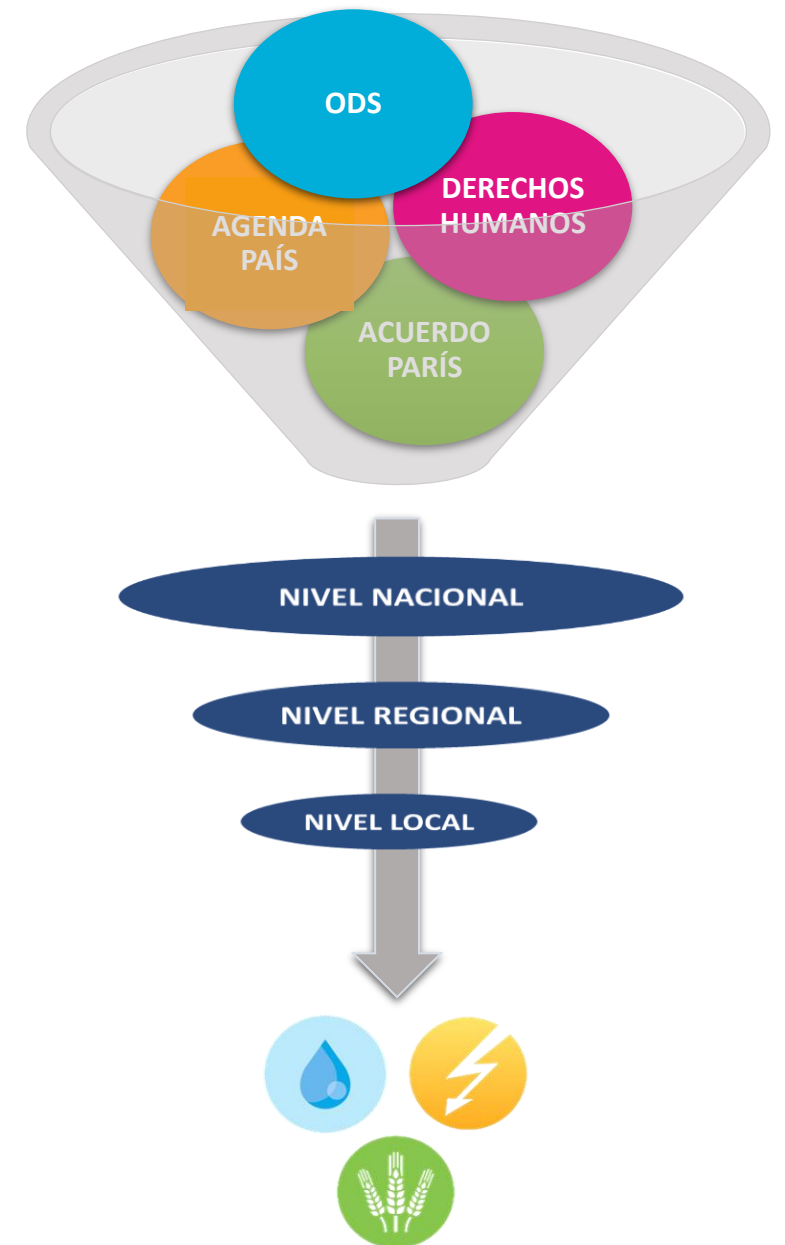 ODS
DERECHOS
HUMANOS
AGENDA
PAÍS
ACUERDO
PARÍS
NIVEL NACIONAL
NIVEL REGIONAL
NIVEL LOCAL